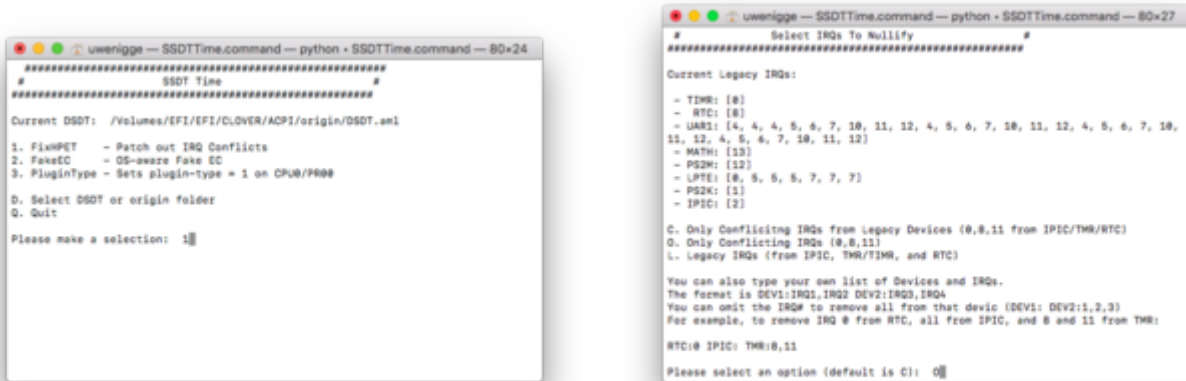 uwenigge — SSDTTime.command — python • SSDTTime.command — 80×24
#########################################################
# SSDT Time #
#########################################################
Current DSDT: /Volumes/EFI/EFI/CLOVER/ACPI/origin/DSDT.aml
1. FixHPET - Patch out IRQ Conflicts
2. FakeEC - OS-aware Fake EC
3. PluginType - Sets plugin-type = 1 on CPU0/PR00
D. Select DSDT or origin folder
Q. Quit
Please make a selection: 1
uwenigge — SSDTTime.command — python • SSDTTime.command — 80×27
# Select IRQs To Nullify #
#########################################################
Current Legacy IRQs:
- TIMR: [0]
- RTC: [8]
- UAR1: [4, 4, 4, 5, 6, 7, 10, 11, 12, 4, 5, 6, 7, 10, 11, 12, 4, 5, 6, 7, 10,
11, 12, 4, 5, 6, 7, 10, 11, 12]
- MATH: [13]
- PS2M: [12]
- LPTE: [0, 5, 5, 5, 7, 7, 7]
- PS2K: [1]
- IPIC: [2]
C. Only Conflicitng IRQs from Legacy Devices (0,8,11 from IPIC/TMR/RTC)
O. Only Conflicting IRQs (0,8,11)
L. Legacy IRQs (from IPIC, TMR/TIMR, and RTC)
You can also type your own list of Devices and IRQs.
The format is DEV1:IRQ1,IRQ2 DEV2:IRQ3,IRQ4
You can omit the IRQ# to remove all from that devic (DEV1: DEV2:1,2,3)
For example, to remove IRQ 0 from RTC, all from IPIC, and 8 and 11 from TMR:
RTC:0 IPIC: TMR:8,11
Please select an option (default is C): O